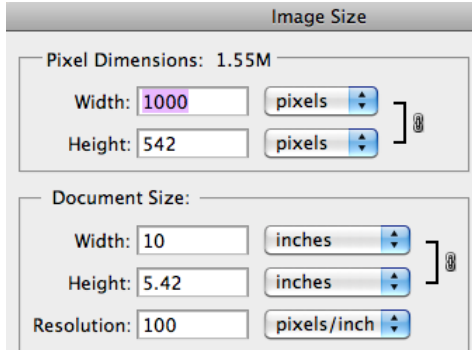 Image Size
Pixel Dimensions: 1.55M
Width: 1000 pixels
Height: 542 pixels
Document Size:
Width: 10 inches
Height: 5.42 inches
Resolution: 100 pixels/inch